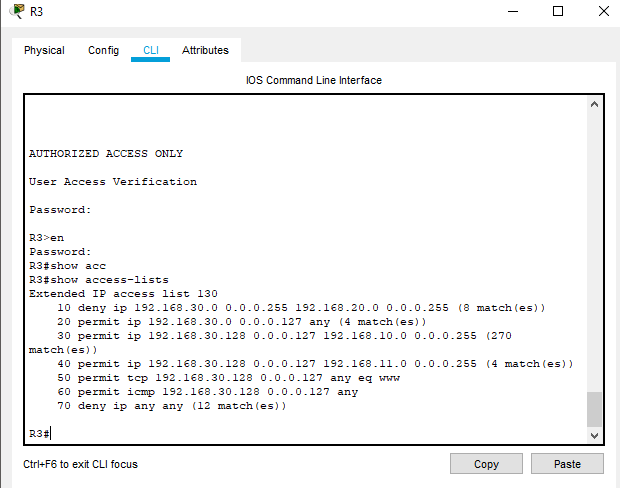 R3
Physical Config CLI Attributes
IOS Command Line Interface
AUTHORIZED ACCESS ONLY
User Access Verification
Password:
R3>en
Password:
R3#show acc
R3#show access-lists
Extended IP access list 130
10 deny ip 192.168.30.0 0.0.0.255 192.168.20.0 0.0.0.255 (8 match(es))
20 permit ip 192.168.30.0 0.0.0.127 any (4 match(es))
30 permit ip 192.168.30.128 0.0.0.127 192.168.10.0 0.0.0.255 (270
match(es))
40 permit ip 192.168.30.128 0.0.0.127 192.168.11.0 0.0.0.255 (4 match(es))
50 permit tcp 192.168.30.128 0.0.0.127 any eq www
60 permit icmp 192.168.30.128 0.0.0.127 any
70 deny ip any any (12 match(es))
R3#
Ctrl+F6 to exit CLI focus Copy Paste